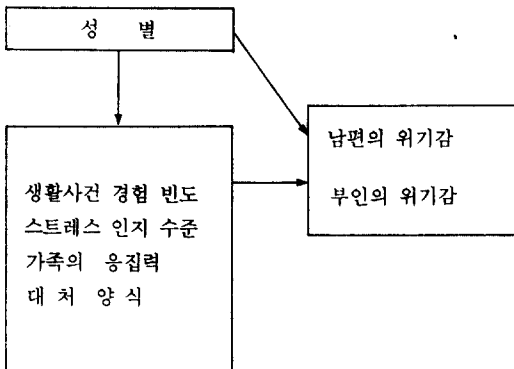 성 별
남편의 위기감
부인의 위기감
생활사건 경험 빈도
스트레스 인지 수준
가족의 응집력
대 처 양 식